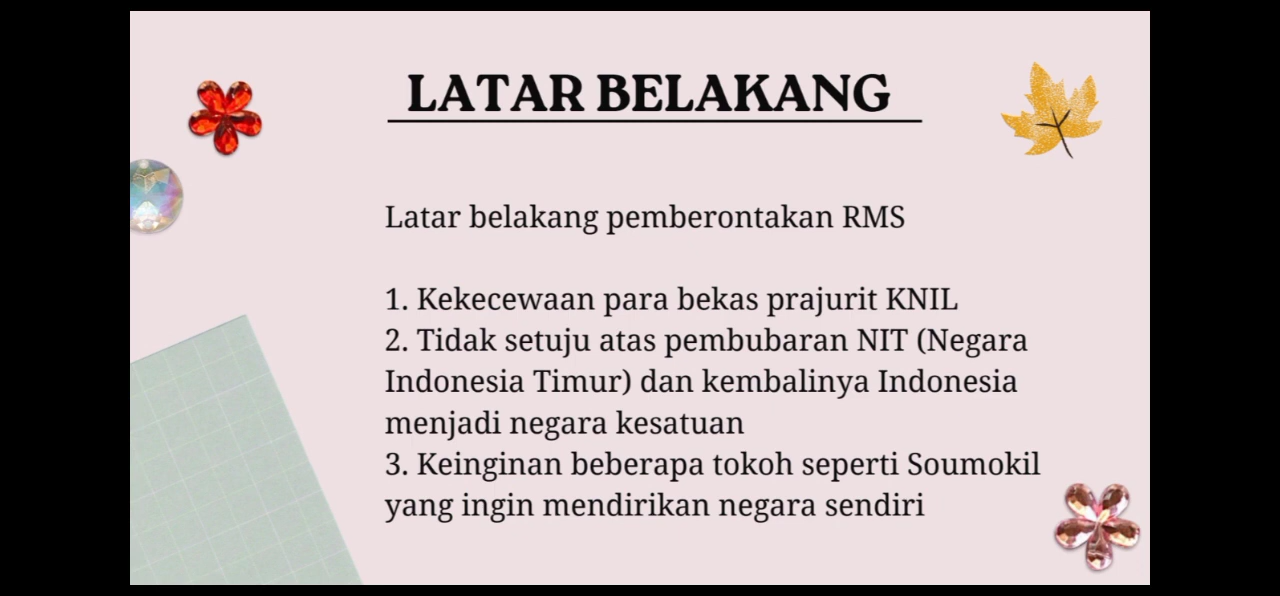 LATAR BELAKANG
Latar belakang pemberontakan RMS
1. Kekecewaan para bekas prajurit KNIL
2. Tidak setuju atas pembubaran NIT (Negara
Indonesia Timur) dan kembalinya Indonesia
menjadi negara kesatuan
3. Keinginan beberapa tokoh seperti Soumokil
yang ingin mendirikan negara sendiri